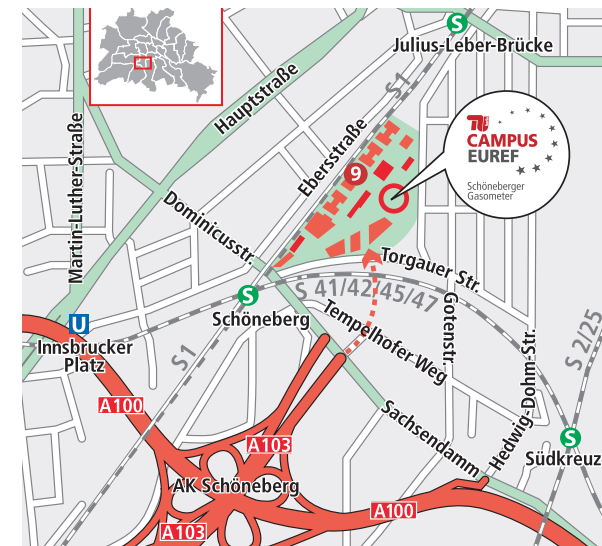 S
Julius-Leber-Brücke
Hauptstraße
S 1
Martin-Luther-Straße
Ebersstraße
TU
CAMPUS
EUREF
Schöneberger
Gasometer
9
Dominicusstr.
Torgauer Str.
S 41/42/45/47
S
Schöneberg
Gotenstr.
U
Innsbrucker
Platz
S 1
Tempelhofer-Weg
S 2/25
Hedwig-Dohm-Str.
A100
A103
Sachsendamm
S
Südkreuz
AK Schöneberg
A100
A103